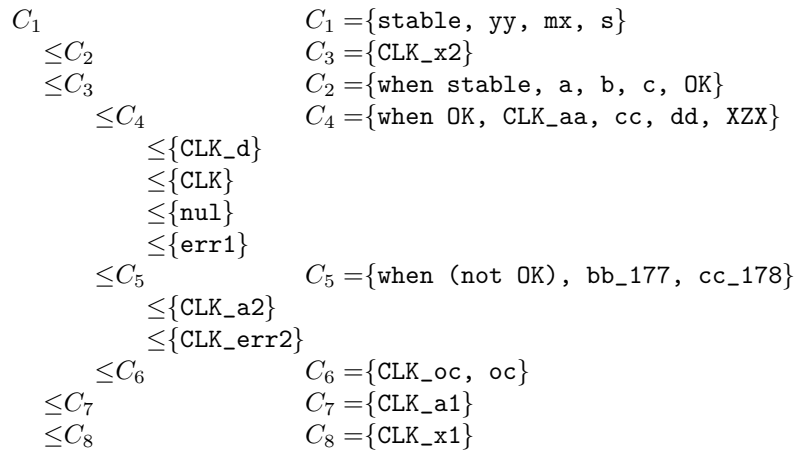 C1 C1 ={stable, yy, mx, s}
≤C2 C3 ={CLK_x2}
≤C3 C2 ={when stable, a, b, c, OK}
≤C4 C4 ={when OK, CLK_aa, cc, dd, XZX}
≤{CLK_d}
≤{CLK}
≤{nul}
≤{err1}
≤C5 C5 ={when (not OK), bb_177, cc_178}
≤{CLK_a2}
≤{CLK_err2}
≤C6 C6 ={CLK_oc, oc}
≤C7 C7 ={CLK_a1}
≤C8 C8 ={CLK_x1}